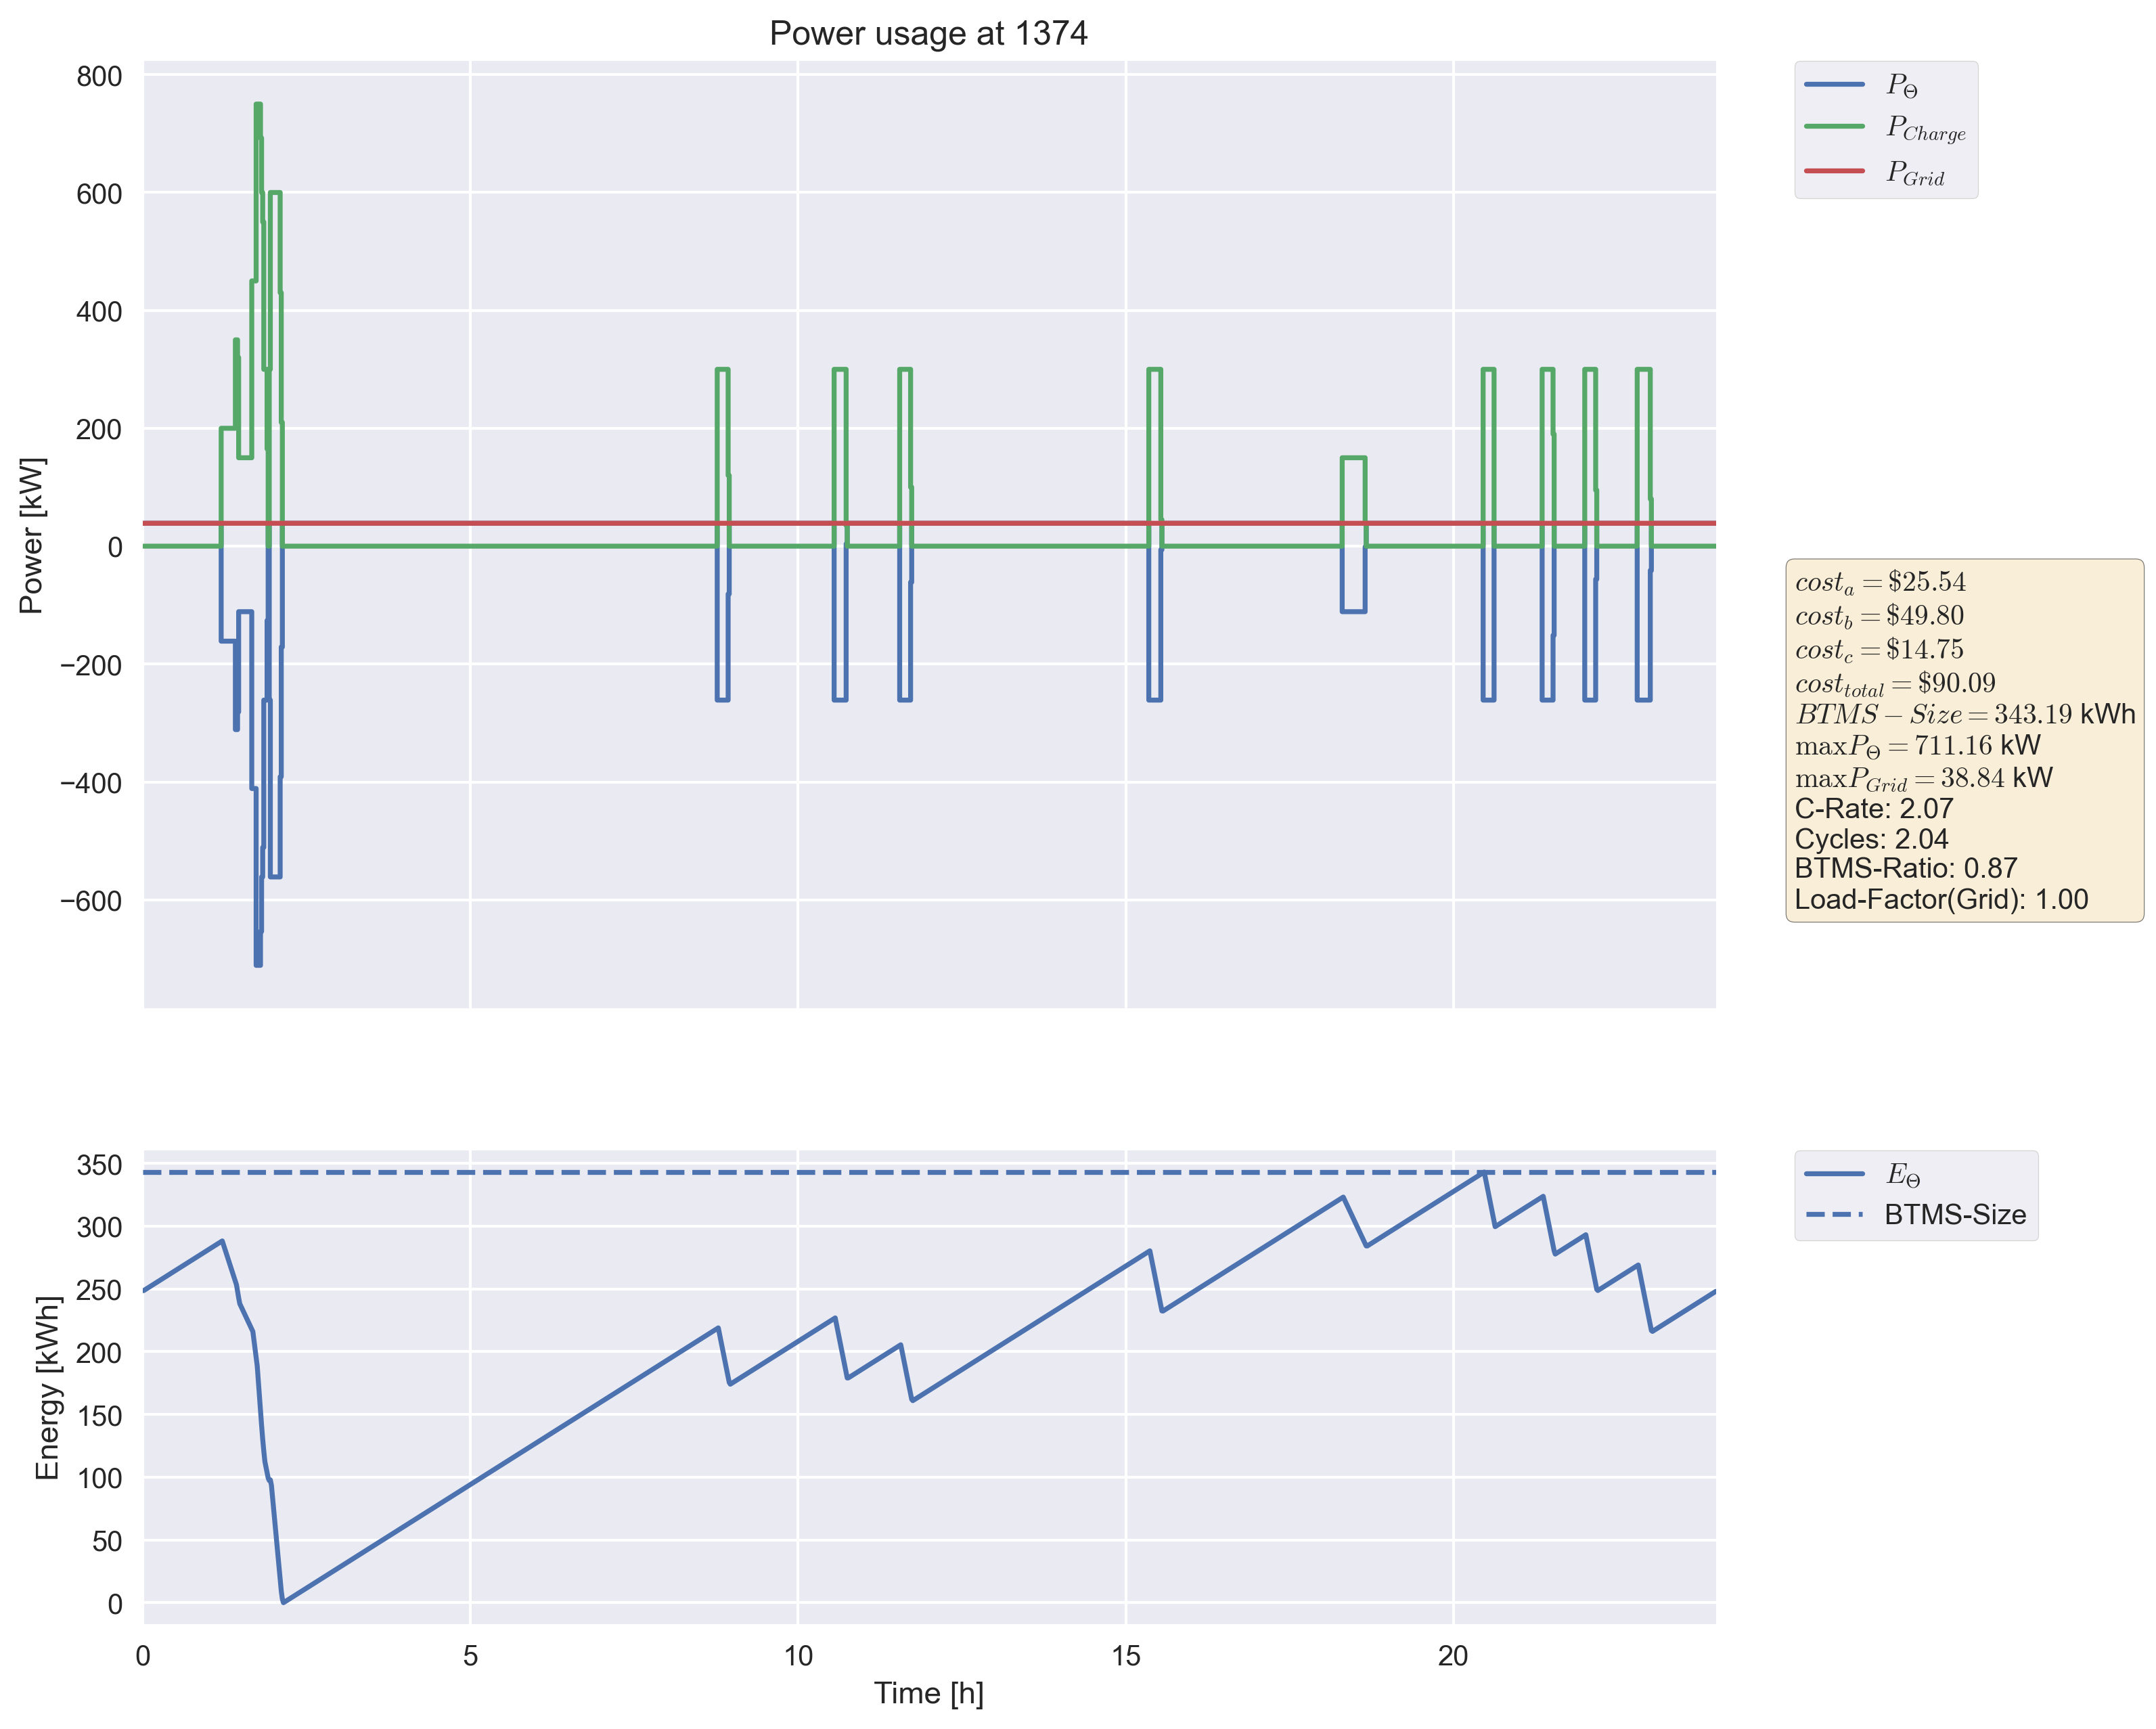 Power usage at 1374
800
600
400
200
0
−200
−400
−600
Power [kW]
P_Θ
P_Charge
P_Grid
cost_a = $25.54
cost_b = $49.80
cost_c = $14.75
cost_total = $90.09
BTMS − Size = 343.19 kWh
max P_Θ = 711.16 kW
max P_Grid = 38.84 kW
C-Rate: 2.07
Cycles: 2.04
BTMS-Ratio: 0.87
Load-Factor(Grid): 1.00
350
300
250
200
150
100
50
0
Energy [kWh]
E_Θ
BTMS-Size
0 5 10 15 20
Time [h]